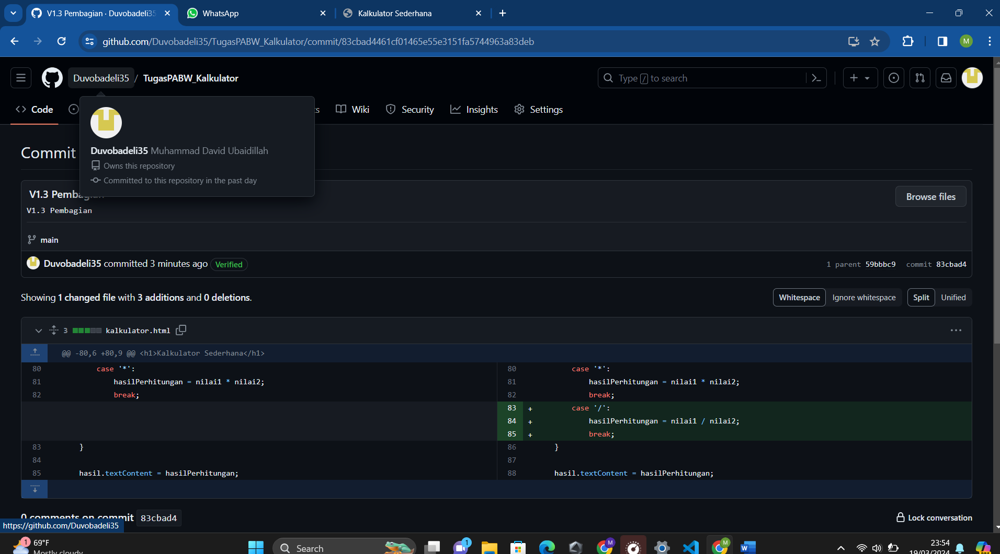 V1.3 Pembagian · Duvobadeli35
WhatsApp
Kalkulator Sederhana
github.com/Duvobadeli35/TugasPABW_Kalkulator/commit/83cbad4461cf01465e55e3151fa5744963a83deb
M
Duvobadeli35 / TugasPABW_Kalkulator
Type / to search
Code
ts
Wiki
Security
Insights
Settings
Duvobadeli35 Muhammad David Ubaidillah
Owns this repository
Committed to this repository in the past day
Commit
V1.3 Pembagian
Browse files
V1.3 Pembagian
main
Duvobadeli35 committed 3 minutes ago Verified
1 parent 59bbbc9 commit 83cbad4
Showing 1 changed file with 3 additions and 0 deletions.
Whitespace Ignore whitespace Split Unified
3 kalkulator.html
@@ -80,6 +80,9 @@ <h1>Kalkulator Sederhana</h1>
80 case '*':
81 hasilPerhitungan = nilai1 * nilai2;
82 break;
83 }
84
85 hasil.textContent = hasilPerhitungan;
80 case '*':
81 hasilPerhitungan = nilai1 * nilai2;
82 break;
83 + case '/':
84 + hasilPerhitungan = nilai1 / nilai2;
85 + break;
86 }
87
88 hasil.textContent = hasilPerhitungan;
0 comments on commit 83cbad4
Lock conversation
https://github.com/Duvobadeli35
1
69°F
Mostly cloudy
Search
1
M
M
W
23:54
19/03/2024
PRE